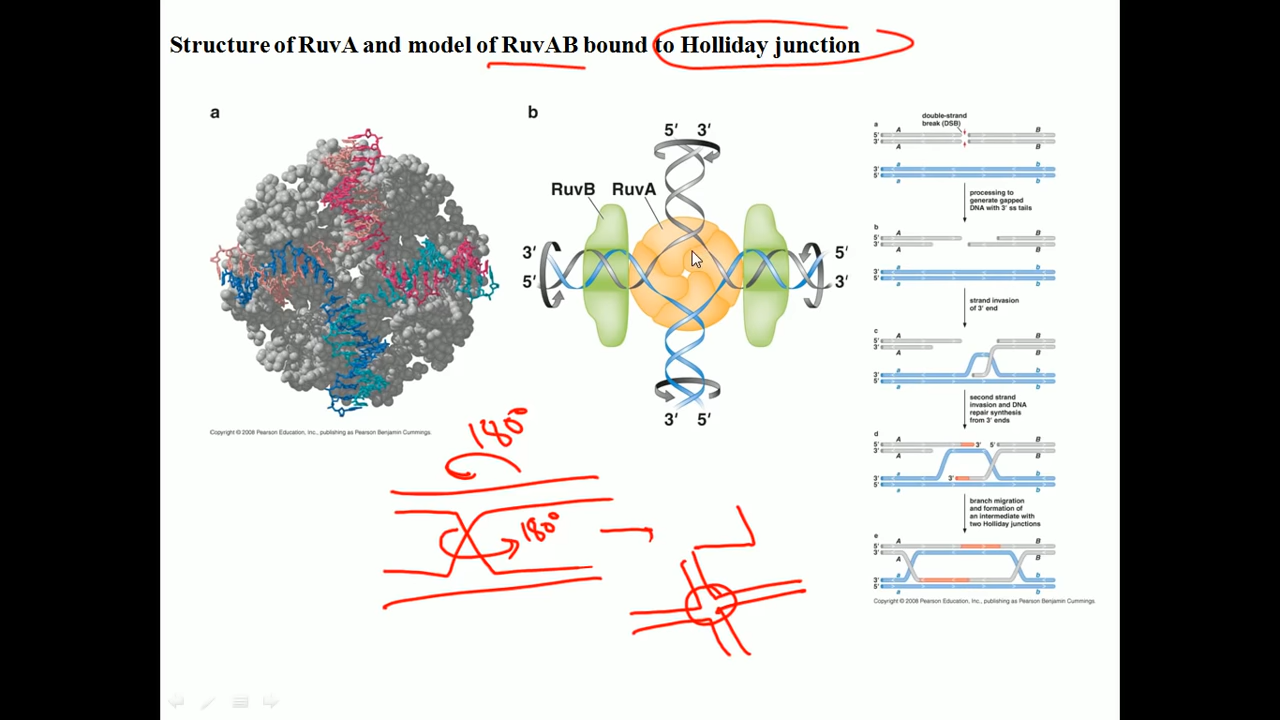 Structure of RuvA and model of RuvAB bound to Holliday junction
a
Copyright © 2008 Pearson Education, Inc., publishing as Pearson Benjamin Cummings.
b
5′ 3′
RuvB RuvA
3′ 5′
5′ 3′
3′ 5′
180°
180°
double-strand
break (DSB)
a
A B
5′
3′
A B
a b
3′
5′
a b
processing to
generate gapped
DNA with 3′ ss tails
b
A B
5′
3′
A B
a b
3′
5′
a b
strand invasion
of 3′ end
c
A B
5′
3′
A B
a b
3′
5′
a b
second strand
invasion and DNA
repair synthesis
from 3′ ends
d
A B
5′ 3′ 5′
3′
A B
a b
3′ 3′
5′
a b
branch migration
and formation of
an intermediate with
two Holliday junctions
e
A B
5′
3′
A B
a b
3′
5′
a b
Copyright © 2008 Pearson Education, Inc., publishing as Pearson Benjamin Cummings.